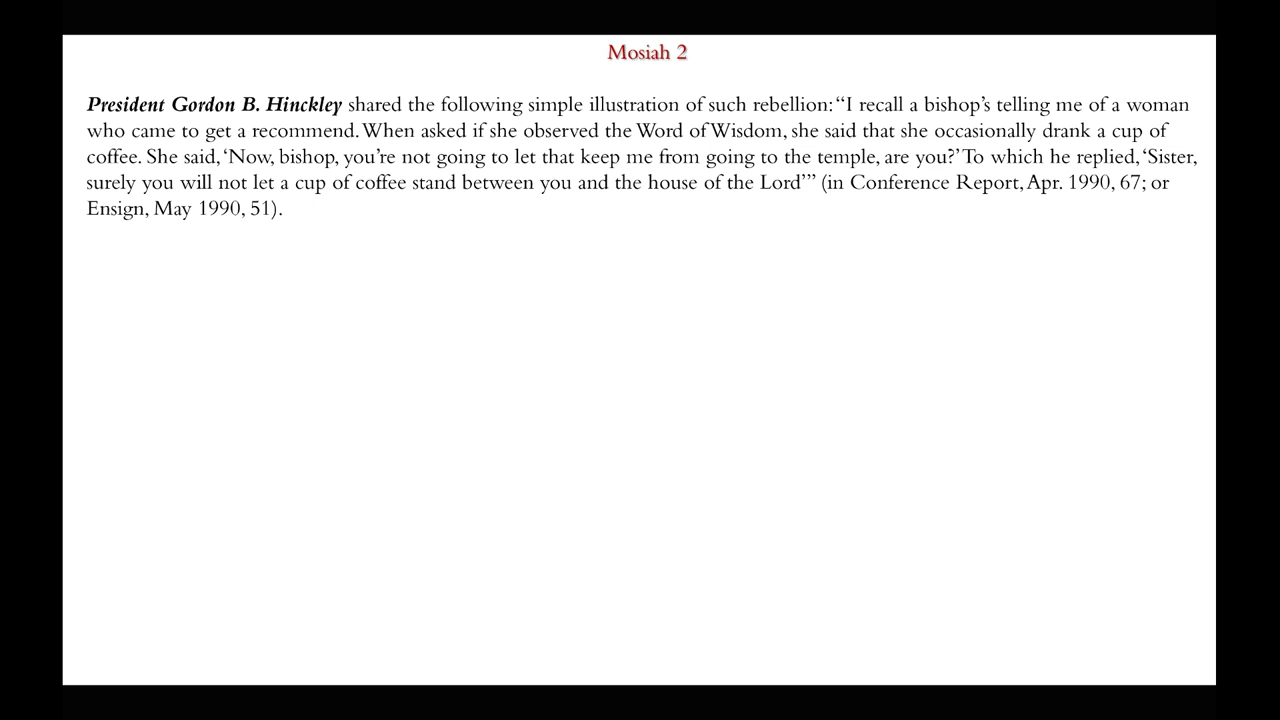 Mosiah 2
President Gordon B. Hinckley shared the following simple illustration of such rebellion: “I recall a bishop’s telling me of a woman
who came to get a recommend. When asked if she observed the Word of Wisdom, she said that she occasionally drank a cup of
coffee. She said, ‘Now, bishop, you’re not going to let that keep me from going to the temple, are you?’ To which he replied, ‘Sister,
surely you will not let a cup of coffee stand between you and the house of the Lord’” (in Conference Report, Apr. 1990, 67; or
Ensign, May 1990, 51).